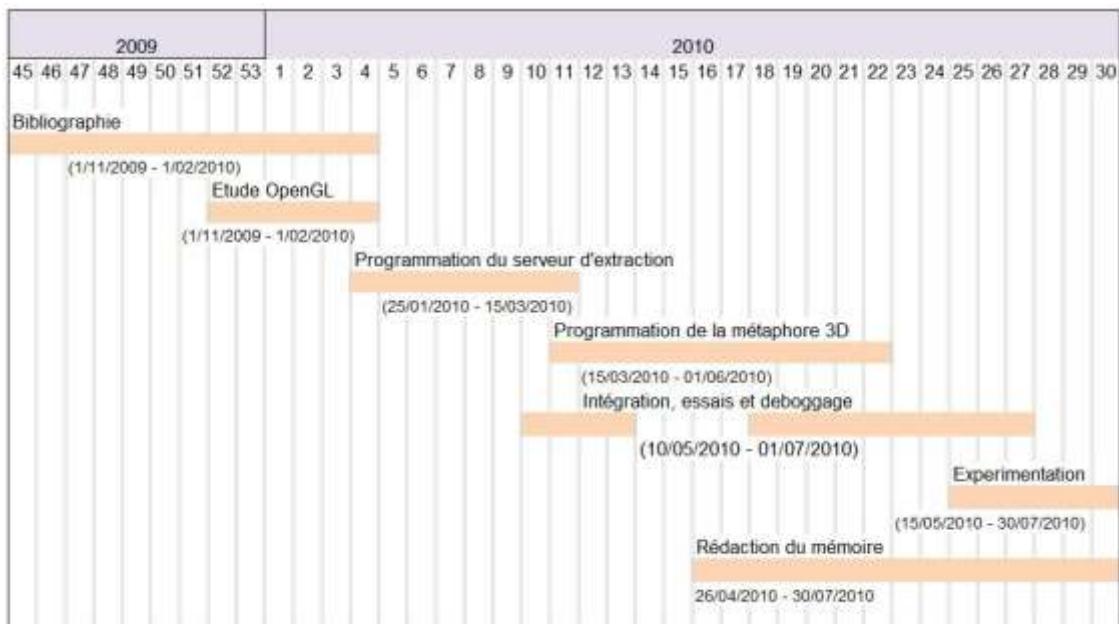 2009 2010
45 46 47 48 49 50 51 52 53 1 2 3 4 5 6 7 8 9 10 11 12 13 14 15 16 17 18 19 20 21 22 23 24 25 26 27 28 29 30
Bibliographie
(1/11/2009 - 1/02/2010)
Etude OpenGL
(1/11/2009 - 1/02/2010)
Programmation du serveur d'extraction
(25/01/2010 - 15/03/2010)
Programmation de la métaphore 3D
(15/03/2010 - 01/06/2010)
Intégration, essais et deboggage
(10/05/2010 - 01/07/2010)
Experimentation
(15/05/2010 - 30/07/2010)
Rédaction du mémoire
26/04/2010 - 30/07/2010